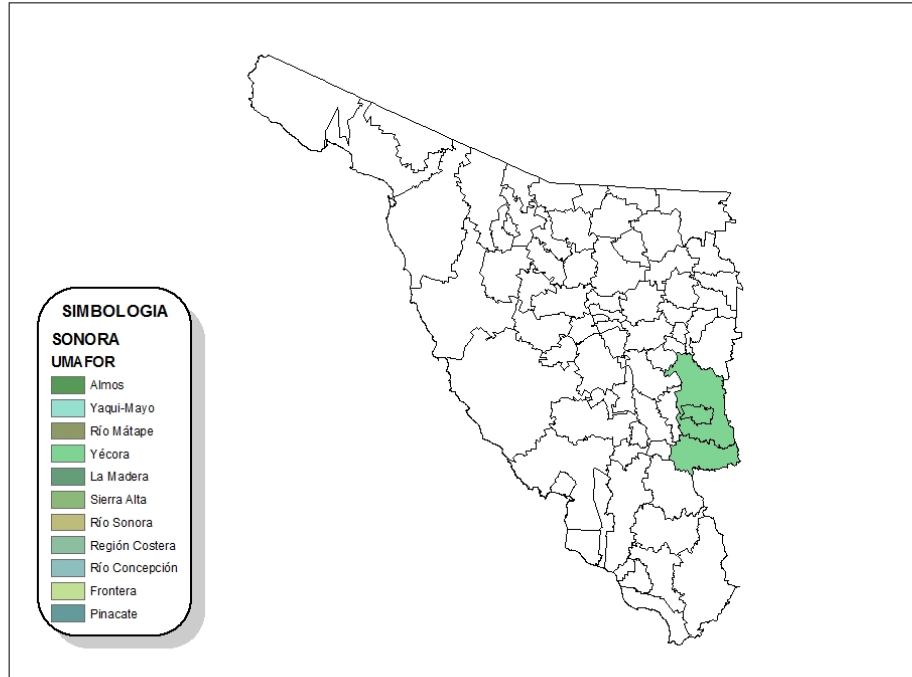 SIMBOLOGIA
SONORA
UMAFOR
Almos
Yaqui-Mayo
Río Mátape
Yécora
La Madera
Sierra Alta
Río Sonora
Región Costera
Río Concepción
Frontera
Pinacate